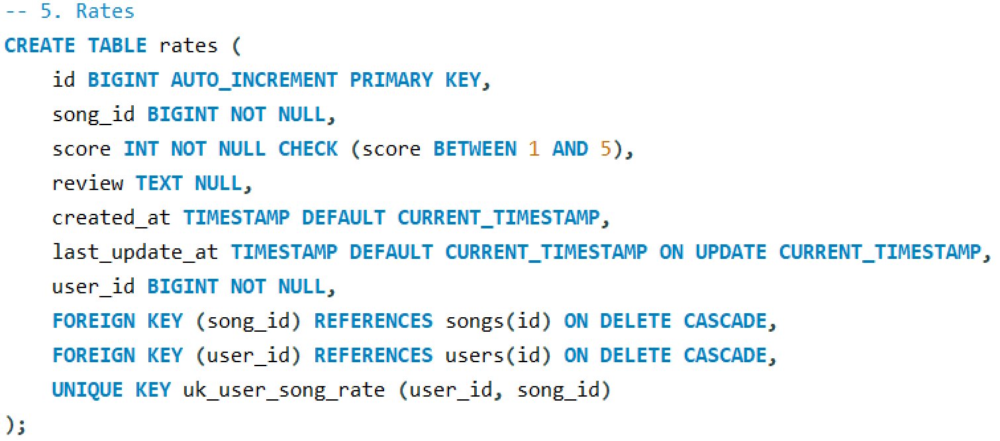 -- 5. Rates
CREATE TABLE rates (
    id BIGINT AUTO_INCREMENT PRIMARY KEY,
    song_id BIGINT NOT NULL,
    score INT NOT NULL CHECK (score BETWEEN 1 AND 5),
    review TEXT NULL,
    created_at TIMESTAMP DEFAULT CURRENT_TIMESTAMP,
    last_update_at TIMESTAMP DEFAULT CURRENT_TIMESTAMP ON UPDATE CURRENT_TIMESTAMP,
    user_id BIGINT NOT NULL,
    FOREIGN KEY (song_id) REFERENCES songs(id) ON DELETE CASCADE,
    FOREIGN KEY (user_id) REFERENCES users(id) ON DELETE CASCADE,
    UNIQUE KEY uk_user_song_rate (user_id, song_id)
);